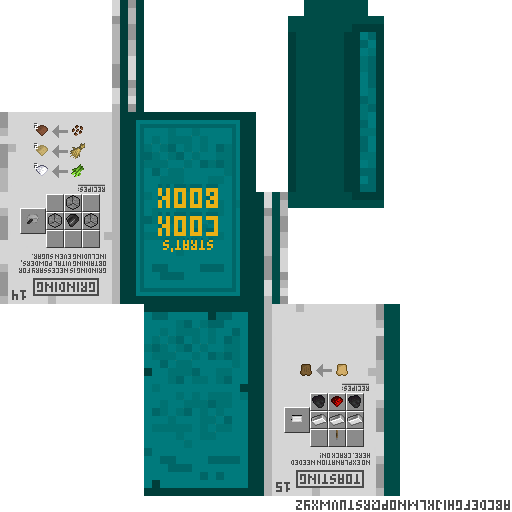 STRAT'S
COOK
BOOK
GRINDING
14
GRINDING IS NECESSARY FOR
OBTAINING VITAL POWDERS,
INCLUDING EVEN SUGAR.
RECIPES:
TOASTING
15
NO EXPLANATION NEEDED
HERE, CRACK ON!
RECIPES:
ABCDEFGHIJKLMNOPQRSTUVWXYZ